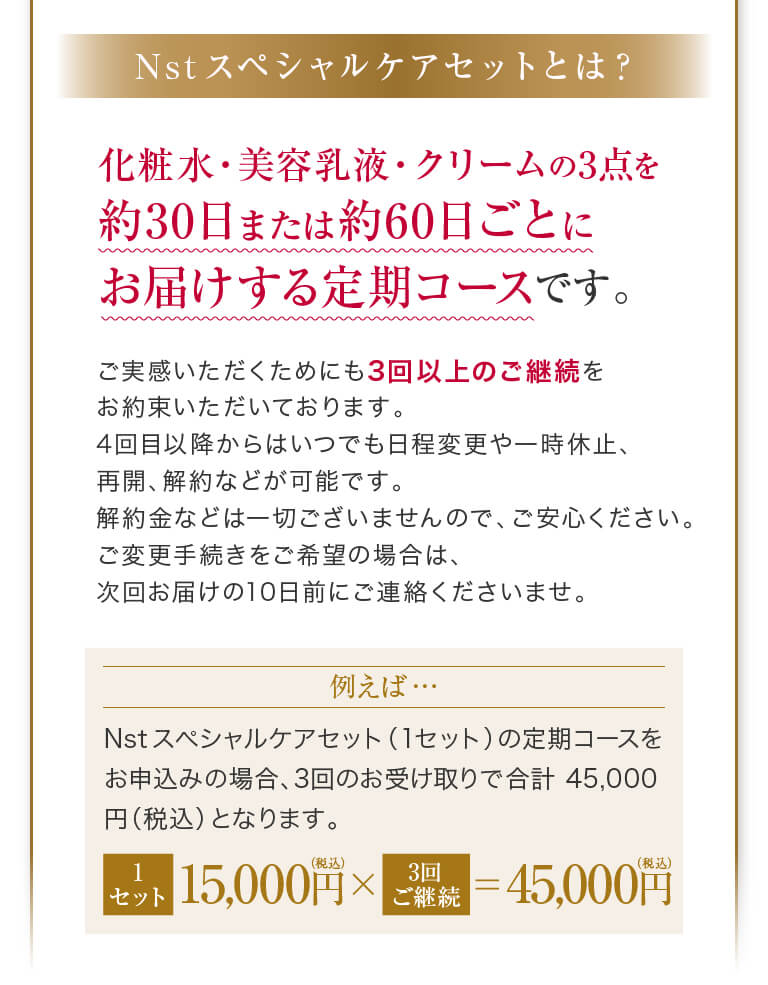 Nstスペシャルケアセットとは?
化粧水・美容乳液・クリームの3点を
約30日または約60日ごとに
お届けする定期コースです。
ご実感いただくためにも3回以上のご継続を
お約束いただいております。
4回目以降からはいつでも日程変更や一時休止、
再開、解約などが可能です。
解約金などは一切ございませんので、ご安心ください。
ご変更手続きをご希望の場合は、
次回お届けの10日前にご連絡くださいませ。
例えば…
Nstスペシャルケアセット(1セット)の定期コースを
お申込みの場合、3回のお受け取りで合計 45,000
円(税込)となります。
1セット 15,000円(税込)×3回ご継続=45,000円(税込)